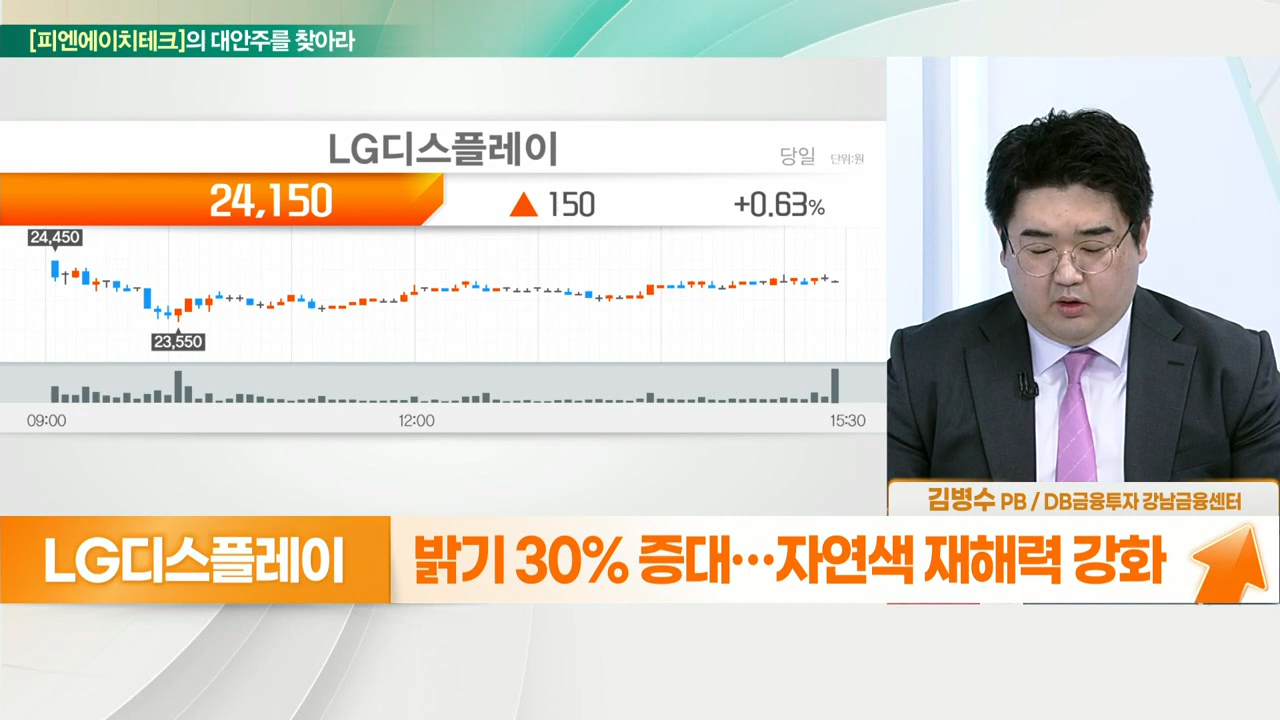 [피엔에이치테크]의 대안주를 찾아라
LG디스플레이
당일 단위:원
24,150 ▲ 150 +0.63%
24,450
23,550
09:00 12:00 15:30
김병수 PB / DB금융투자 강남금융센터
LG디스플레이 밝기 30% 증대…자연색 재해력 강화